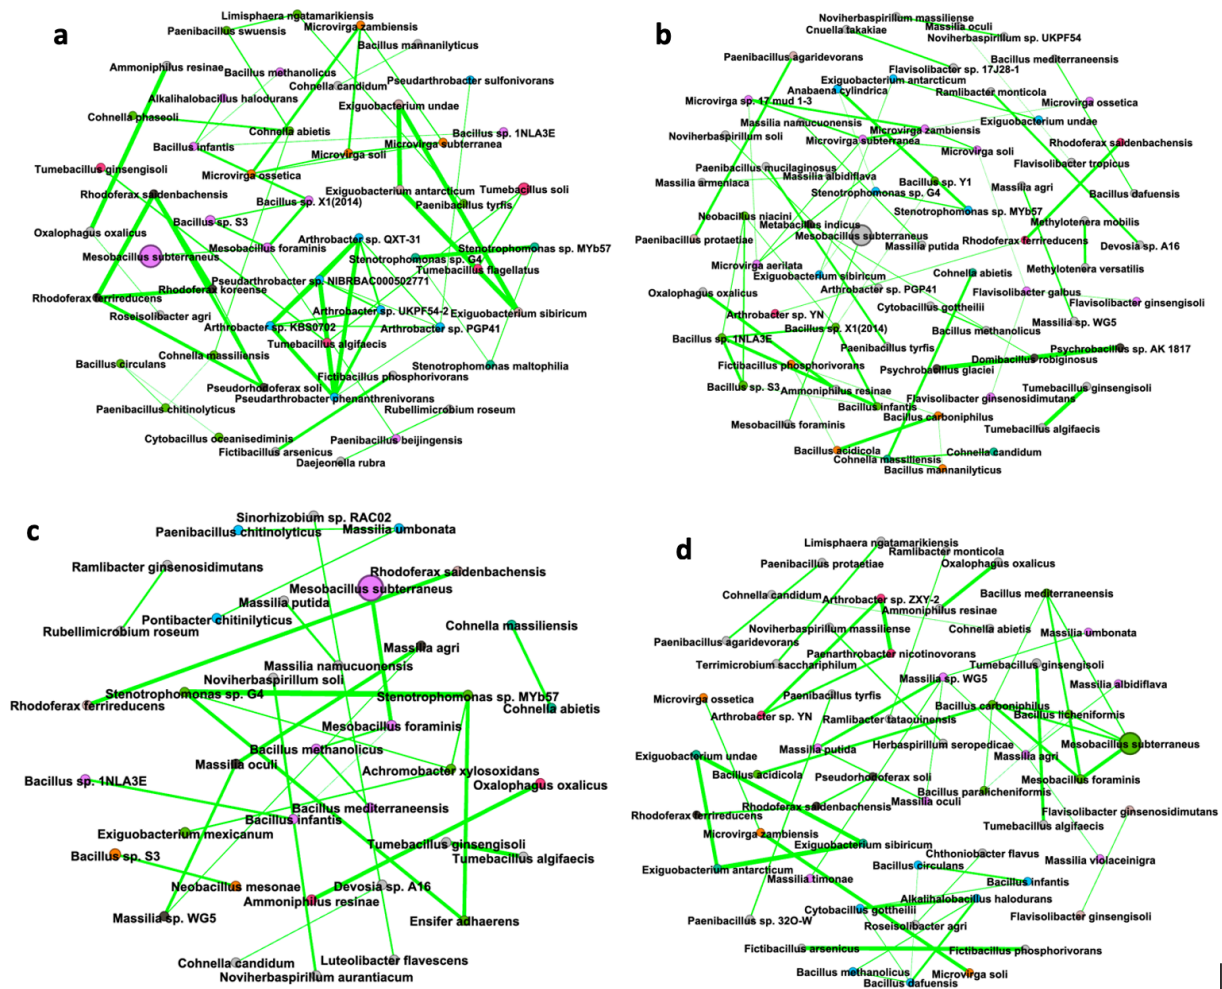 a
Limisphaera ngatamarikiensis
Paenibacillus swuensis
Microvirga zambiensis
Bacillus mannanilyticus
Ammoniphilus resinae
Bacillus methanolicus
Pseudarthrobacter sulfonivorans
Cohnella candidum
Alkalihalobacillus halodurans
Exiguobacterium undae
Cohnella phaseoli
Cohnella abietis
Bacillus sp. 1NLA3E
Bacillus infantis
Microvirga subterranea
Microvirga soli
Tumebacillus ginsengisoli
Microvirga ossetica
Rhodoferax saidenbachensis
Exiguobacterium antarcticum
Tumebacillus soli
Bacillus sp. X1(2014)
Paenibacillus tyrfis
Bacillus sp. S3
Oxalophagus oxalicus
Arthrobacter sp. QXT-31
Mesobacillus foraminis
Stenotrophomonas sp. MYb57
Mesobacillus subterraneus
Stenotrophomonas sp. G4
Tumebacillus flagellatus
Pseudarthrobacter sp. NIBRBAC000502771
Rhodoferax koreense
Rhodoferax ferrireducens
Roseisolibacter agri
Arthrobacter sp. UKPF54-2
Exiguobacterium sibiricum
Arthrobacter sp. KBS0702
Arthrobacter sp. PGP41
Tumebacillus algifaecis
Cohnella massiliensis
Bacillus circulans
Stenotrophomonas maltophilia
Fictibacillus phosphorivorans
Pseudorhodoferax soli
Pseudarthrobacter phenanthrenivorans
Paenibacillus chitinolyticus
Rubellimicrobium roseum
Cytobacillus oceanisediminis
Paenibacillus beijingensis
Fictibacillus arsenicus
Daejeonella rubra
b
Noviherbaspirillum massiliense
Cnuella takakiae
Massilia oculi
Noviherbaspirillum sp. UKPF54
Paenibacillus agaridevorans
Bacillus mediterraneensis
Flavisolibacter sp. 17J28-1
Exiguobacterium antarcticum
Anabaena cylindrica
Ramlibacter monticola
Microvirga sp. 17 mud 1-3
Microvirga ossetica
Massilia namucuonensis
Exiguobacterium undae
Noviherbaspirillum soli
Microvirga zambiensis
Microvirga subterranea
Rhodoferax saidenbachensis
Microvirga soli
Flavisolibacter tropicus
Paenibacillus mucilaginosus
Massilia albidiflava
Massilia armeniaca
Bacillus sp. Y1
Massilia agri
Stenotrophomonas sp. G4
Bacillus dafuensis
Stenotrophomonas sp. MYb57
Neobacillus niacini
Metabacillus indicus
Methylotenera mobilis
Paenibacillus protaetiae
Mesobacillus subterraneus
Massilia putida
Rhodoferax ferrireducens
Devosia sp. A16
Microvirga aerilata
Exiguobacterium sibiricum
Cohnella abietis
Methylotenera versatilis
Oxalophagus oxalicus
Arthrobacter sp. PGP41
Flavisolibacter galbus
Flavisolibacter ginsengisoli
Cytobacillus gottheilii
Arthrobacter sp. YN
Massilia sp. WG5
Bacillus sp. X1(2014)
Bacillus methanolicus
Bacillus sp. 1NLA3E
Paenibacillus tyrfis
Psychrobacillus sp. AK 1817
Domibacillus robiginosus
Fictibacillus phosphorivorans
Psychrobacillus glaciei
Bacillus sp. S3
Ammoniphilus resinae
Tumebacillus ginsengisoli
Flavisolibacter ginsenosidimutans
Bacillus infantis
Bacillus carboniphilus
Mesobacillus foraminis
Tumebacillus algifaecis
Bacillus acidicola
Cohnella candidum
Cohnella massiliensis
Bacillus mannanilyticus
c
Sinorhizobium sp. RAC02
Paenibacillus chitinolyticus
Massilia umbonata
Ramlibacter ginsenosidimutans
Rhodoferax saidenbachensis
Mesobacillus subterraneus
Massilia putida
Pontibacter chitinilyticus
Cohnella massiliensis
Rubellimicrobium roseum
Massilia agri
Massilia namucuonensis
Noviherbaspirillum soli
Stenotrophomonas sp. G4
Stenotrophomonas sp. MYb57
Rhodoferax ferrireducens
Cohnella abietis
Mesobacillus foraminis
Bacillus methanolicus
Massilia oculi
Achromobacter xylosoxidans
Bacillus sp. 1NLA3E
Oxalophagus oxalicus
Bacillus mediterraneensis
Bacillus infantis
Exiguobacterium mexicanum
Tumebacillus ginsengisoli
Bacillus sp. S3
Tumebacillus algifaecis
Neobacillus mesonae
Devosia sp. A16
Ammoniphilus resinae
Massilia sp. WG5
Ensifer adhaerens
Cohnella candidum
Luteolibacter flavescens
Noviherbaspirillum aurantiacum
d
Limisphaera ngatamarikiensis
Ramlibacter monticola
Paenibacillus protaetiae
Oxalophagus oxalicus
Cohnella candidum
Arthrobacter sp. ZXY-2
Bacillus mediterraneensis
Ammoniphilus resinae
Noviherbaspirillum massiliense
Cohnella abietis
Massilia umbonata
Paenibacillus agaridevorans
Paenarthrobacter nicotinovorans
Terrimicrobium sacchariphilum
Tumebacillus ginsengisoli
Massilia sp. WG5
Massilia albidiflava
Microvirga ossetica
Paenibacillus tyrfis
Bacillus carboniphilus
Arthrobacter sp. YN
Bacillus licheniformis
Ramlibacter tataouinensis
Herbaspirillum seropedicae
Mesobacillus subterraneus
Massilia putida
Exiguobacterium undae
Massilia agri
Bacillus acidicola
Pseudorhodoferax soli
Mesobacillus foraminis
Bacillus paralicheniformis
Massilia oculi
Rhodoferax saidenbachensis
Rhodoferax ferrireducens
Flavisolibacter ginsenosidimutans
Tumebacillus algifaecis
Microvirga zambiensis
Exiguobacterium sibiricum
Chthoniobacter flavus
Massilia violaceinigra
Exiguobacterium antarcticum
Bacillus circulans
Massilia timonae
Bacillus infantis
Alkalihalobacillus halodurans
Cytobacillus gottheilii
Paenibacillus sp. 32O-W
Roseisolibacter agri
Flavisolibacter ginsengisoli
Fictibacillus arsenicus
Fictibacillus phosphorivorans
Bacillus methanolicus
Microvirga soli
Bacillus dafuensis